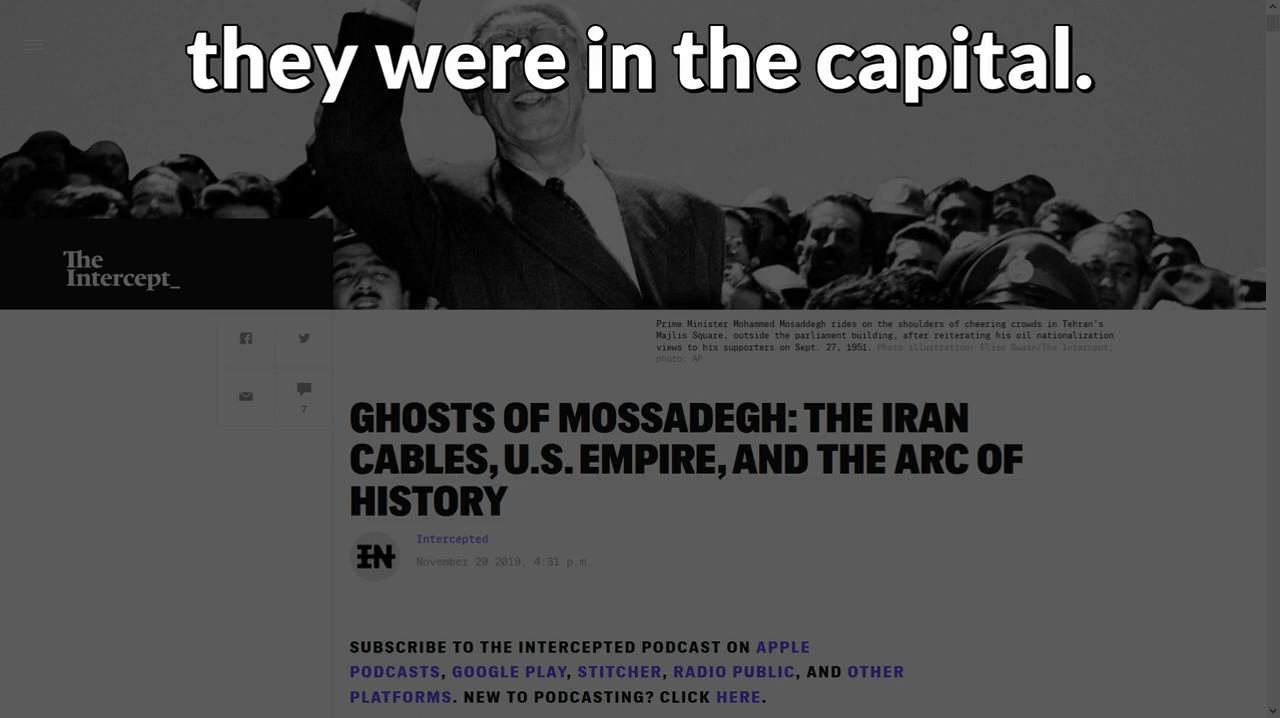 they were in the capital.
The
Intercept_
Prime Minister Mohammed Mosaddegh rides on the shoulders of cheering crowds in Tehran's
Majlis Square, outside the parliament building, after reiterating his oil nationalization
views to his supporters on Sept. 27, 1951. Photo illustration: Elise Swain/The Intercept;
photo: AP
7
GHOSTS OF MOSSADEGH: THE IRAN
CABLES, U.S. EMPIRE, AND THE ARC OF
HISTORY
IN
Intercepted
November 20 2019, 4:31 p.m.
SUBSCRIBE TO THE INTERCEPTED PODCAST ON APPLE
PODCASTS, GOOGLE PLAY, STITCHER, RADIO PUBLIC, AND OTHER
PLATFORMS. NEW TO PODCASTING? CLICK HERE.